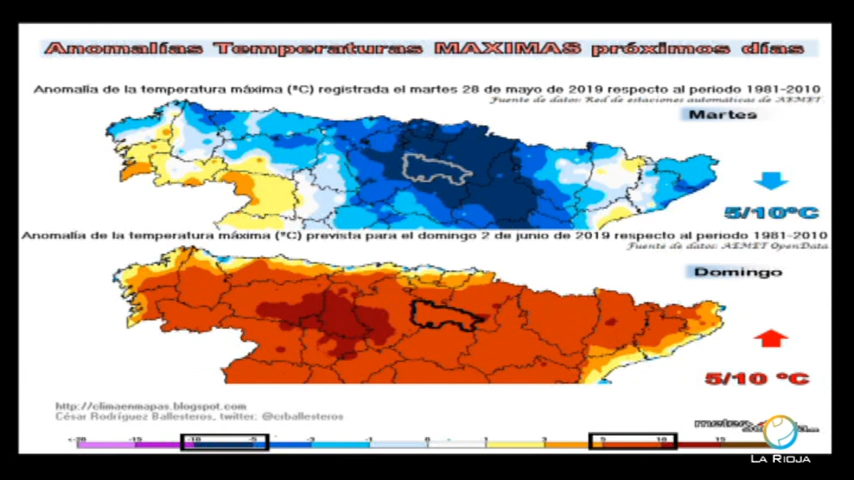 Anomalías Temperaturas MAXIMAS próximos días
Anomalía de la temperatura máxima (ºC) registrada el martes 28 de mayo de 2019 respecto al periodo 1981-2010
Fuente de datos: Red de estaciones automáticas de AEMET
Martes
5/10ºC
Anomalía de la temperatura máxima (ºC) prevista para el domingo 2 de junio de 2019 respecto al periodo 1981-2010
Fuente de datos: AEMET OpenData
Domingo
5/10 ºC
http://climaenmapas.blogspot.com
César Rodríguez Ballesteros, twitter: @crballesteros
<-20 -15 -10 -5 -2 -1 0 1 2 5 10 15
LA RIOJA